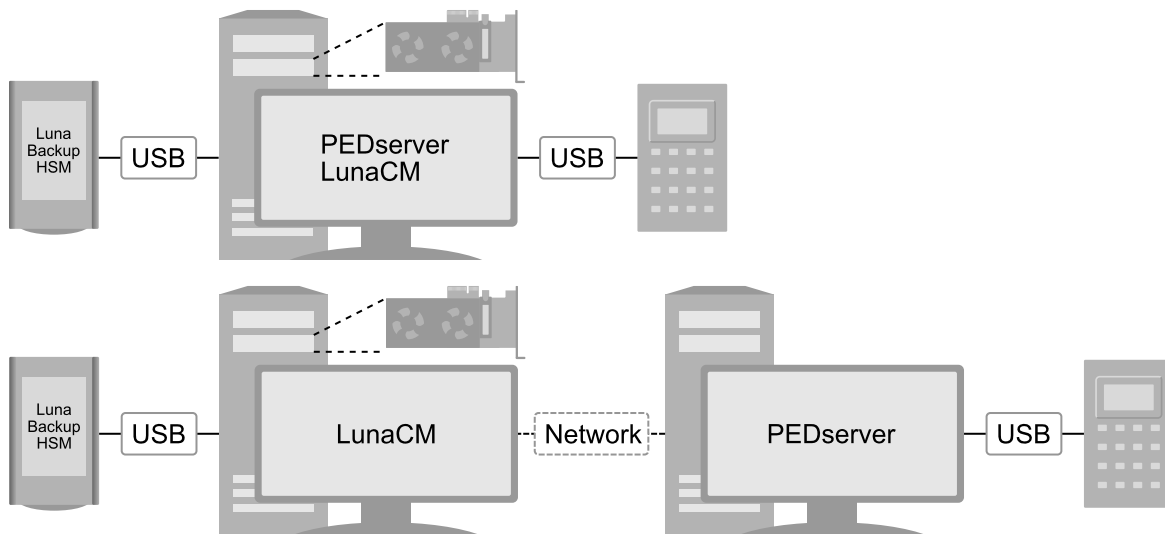 Luna
Backup
HSM
USB
PEDserver
LunaCM
USB
Luna
Backup
HSM
USB
LunaCM
Network
PEDserver
USB